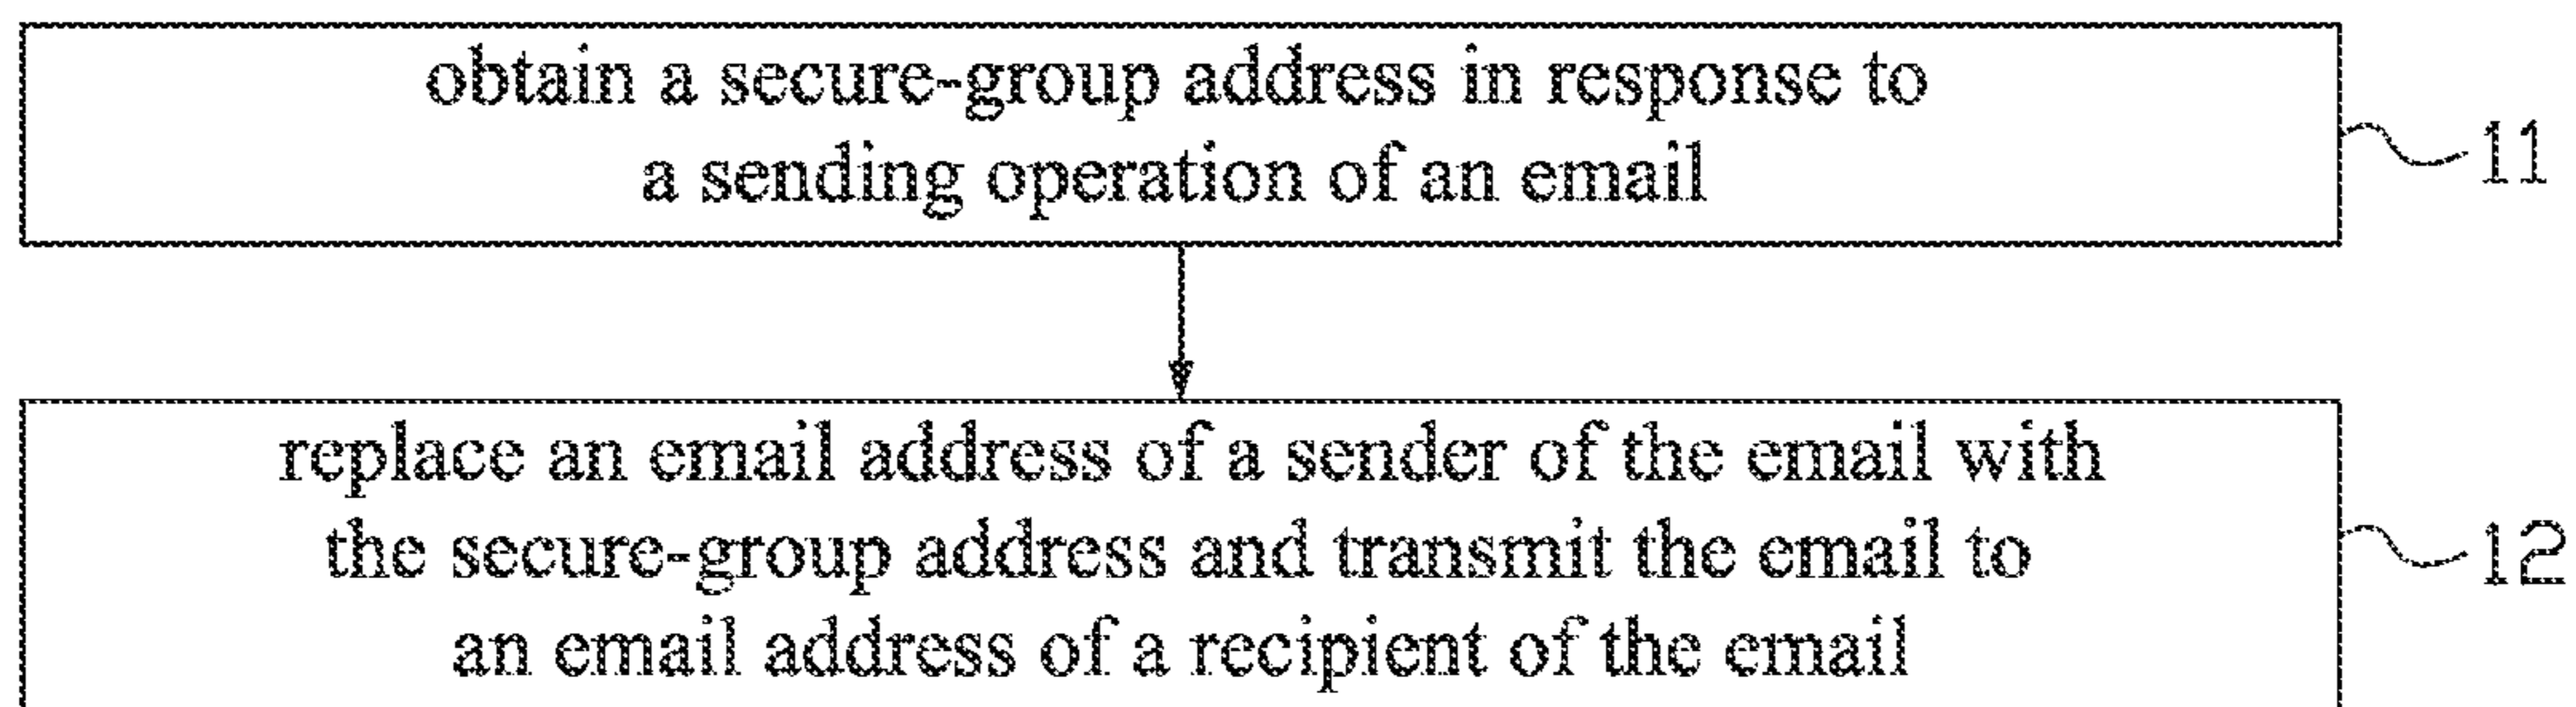 obtain a secure-group address in response to
a sending operation of an email
11
replace an email address of a sender of the email with
the secure-group address and transmit the email to
an email address of a recipient of the email
12